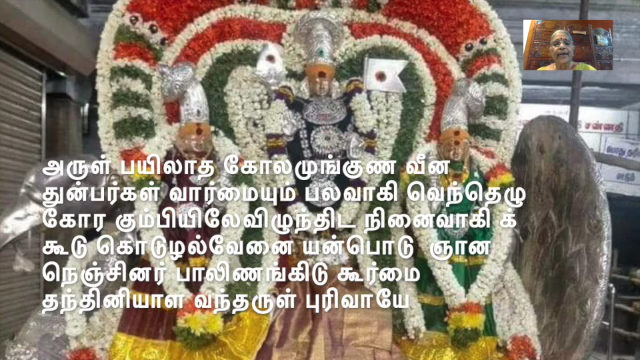 அருள் பயிலாத கோலமுங்குண வீன
துன்பர்கள் வார்மையும் பலவாகி வெந்தெழு
கோர கும்பியிலேவிழுந்திட நினைவாகி க்
கூடு கொடுழல்வேனை யன்பொடு ஞான
நெஞ்சினர் பாலிணங்கிடு கூர்மை
தந்தினியாள வந்தருள் புரிவாயே